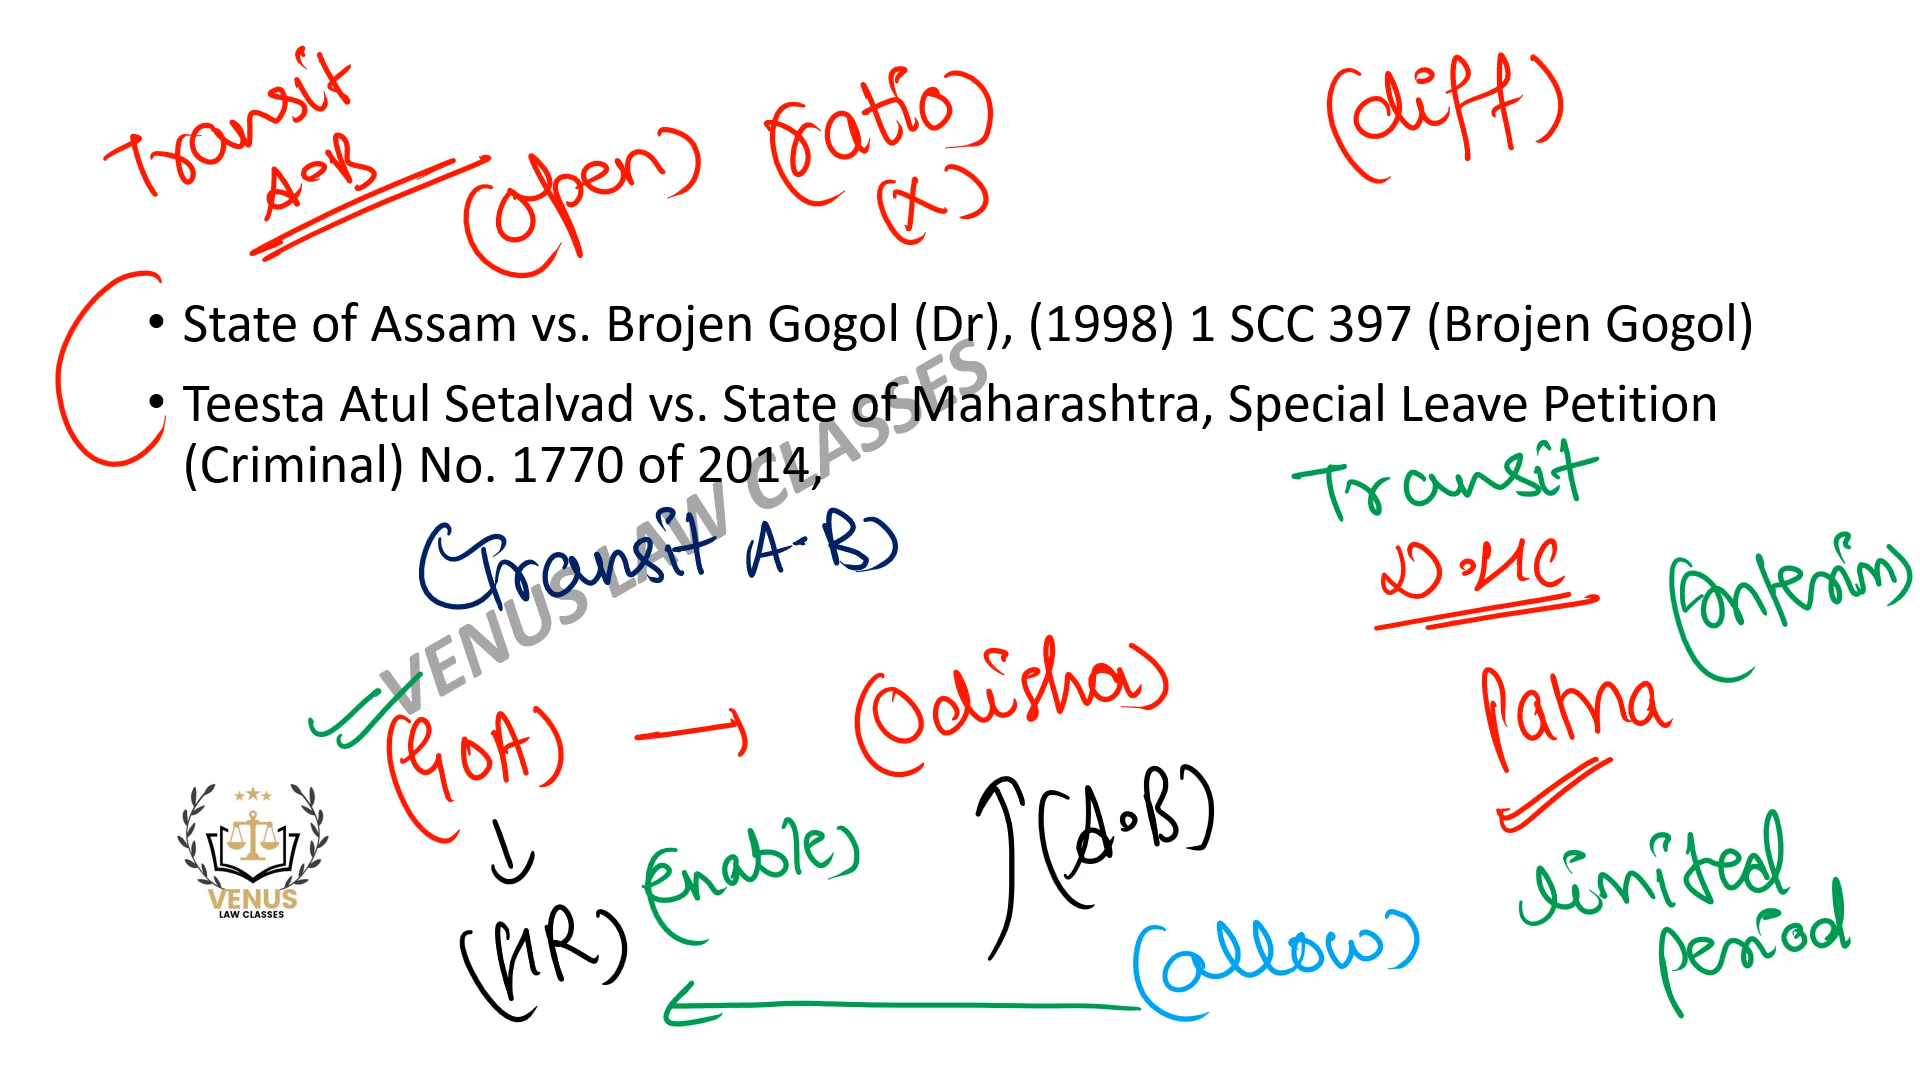 Transit
A.B
(open)
(ratio)
(x)
(diff)
• State of Assam vs. Brojen Gogol (Dr), (1998) 1 SCC 397 (Brojen Gogol)
• Teesta Atul Setalvad vs. State of Maharashtra, Special Leave Petition
(Criminal) No. 1770 of 2014,
VENUS LAW CLASSES
(Transit A-B)
Transit
D.HC
(interim)
Patna
(GOA)
(Odisha)
(A.B)
(enable)
(HR)
(allow)
limited
period
VENUS
LAW CLASSES